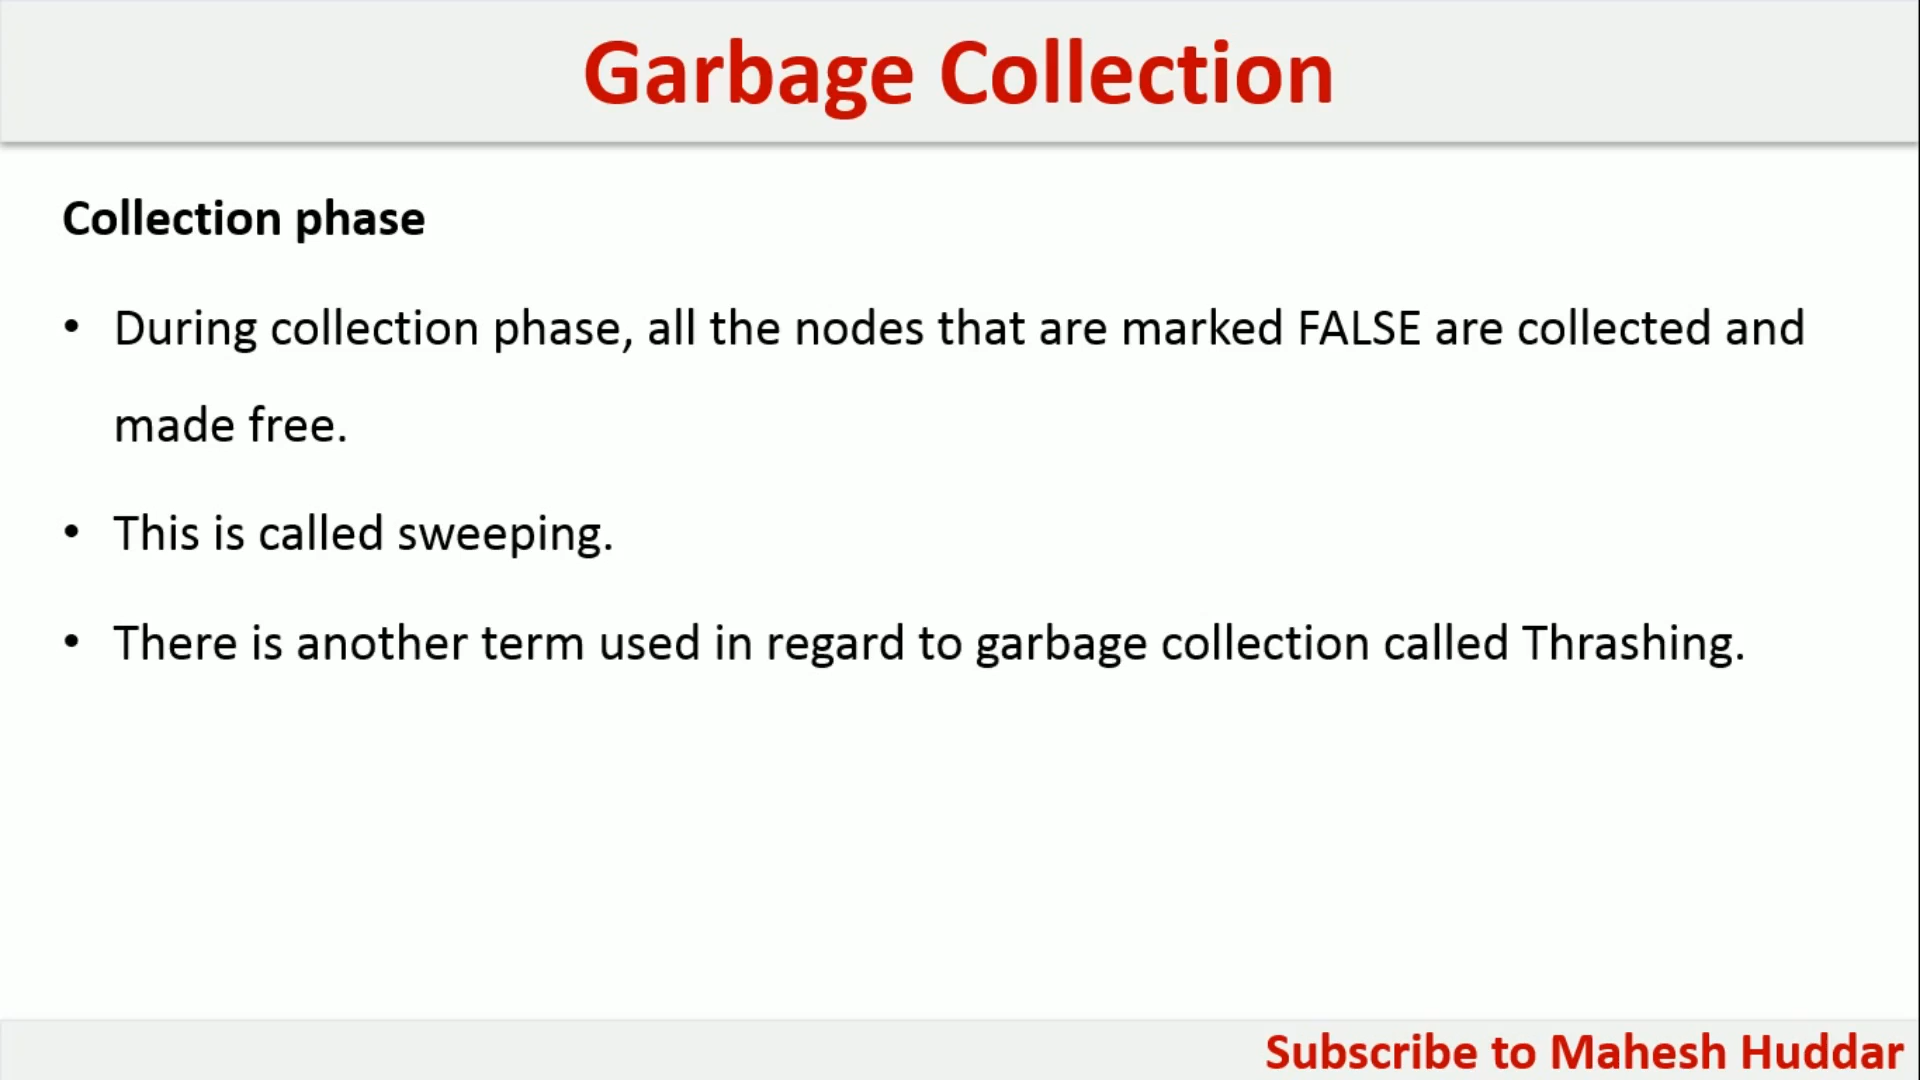 Garbage Collection
Collection phase
• During collection phase, all the nodes that are marked FALSE are collected and
made free.
• This is called sweeping.
• There is another term used in regard to garbage collection called Thrashing.
Subscribe to Mahesh Huddar